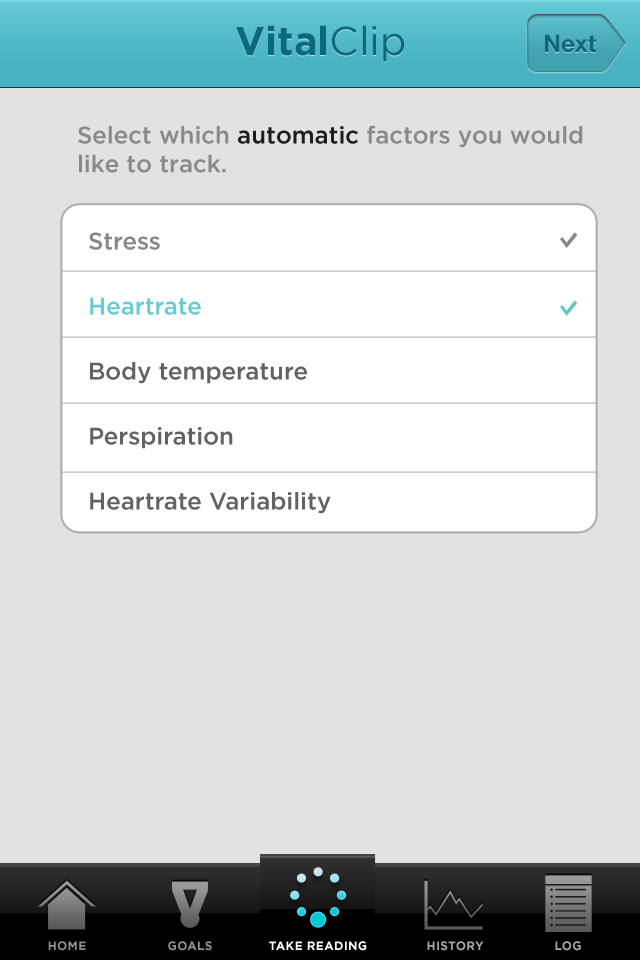 VitalClip
Next
Select which automatic factors you would
like to track.
Stress
Heartrate
Body temperature
Perspiration
Heartrate Variability
HOME
GOALS
TAKE READING
HISTORY
LOG